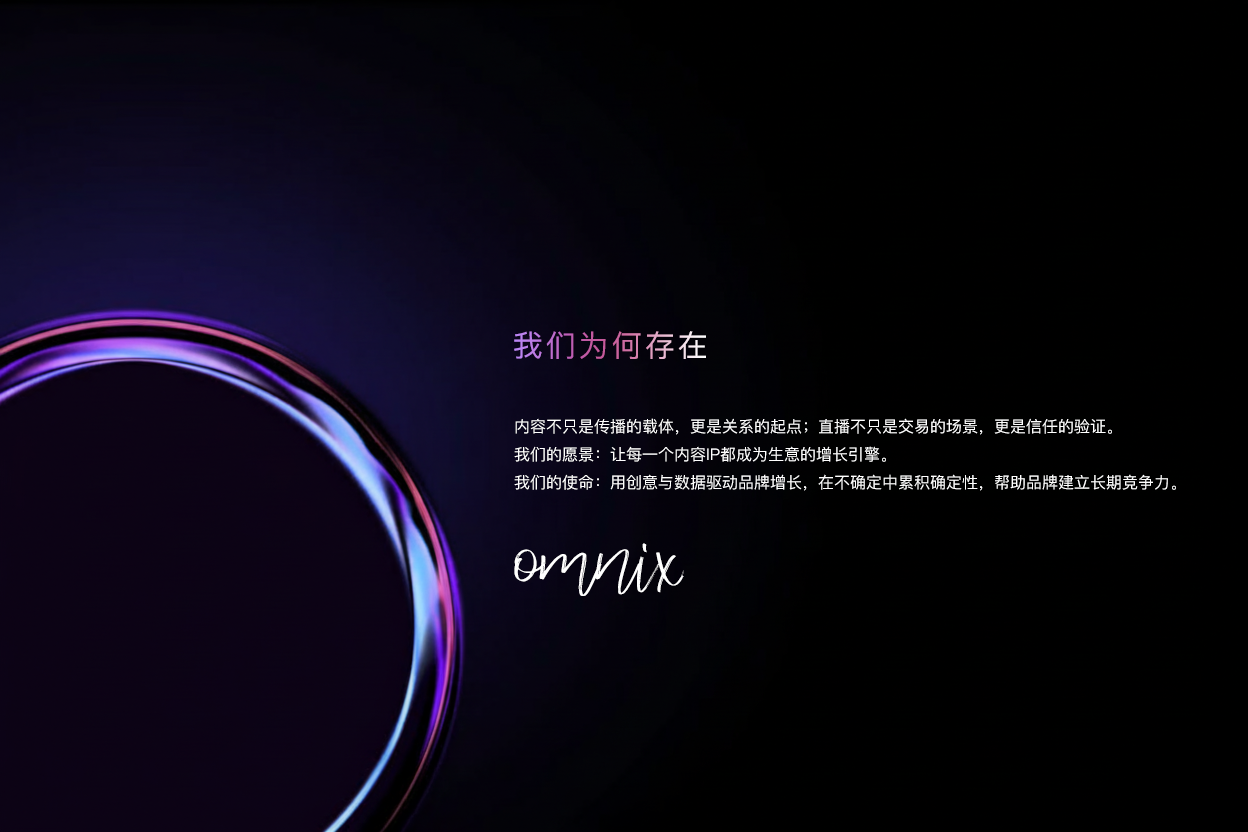 我们为何存在
内容不只是传播的载体，更是关系的起点；直播不只是交易的场景，更是信任的验证。
我们的愿景：让每一个内容IP都成为生意的增长引擎。
我们的使命：用创意与数据驱动品牌增长，在不确定中累积确定性，帮助品牌建立长期竞争力。
omnix